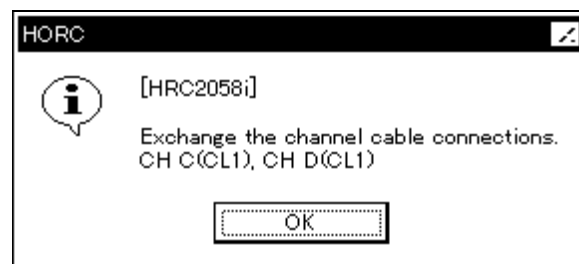 HORC
[HRC2058i]
Exchange the channel cable connections.
CH C(CL1), CH D(CL1)
OK